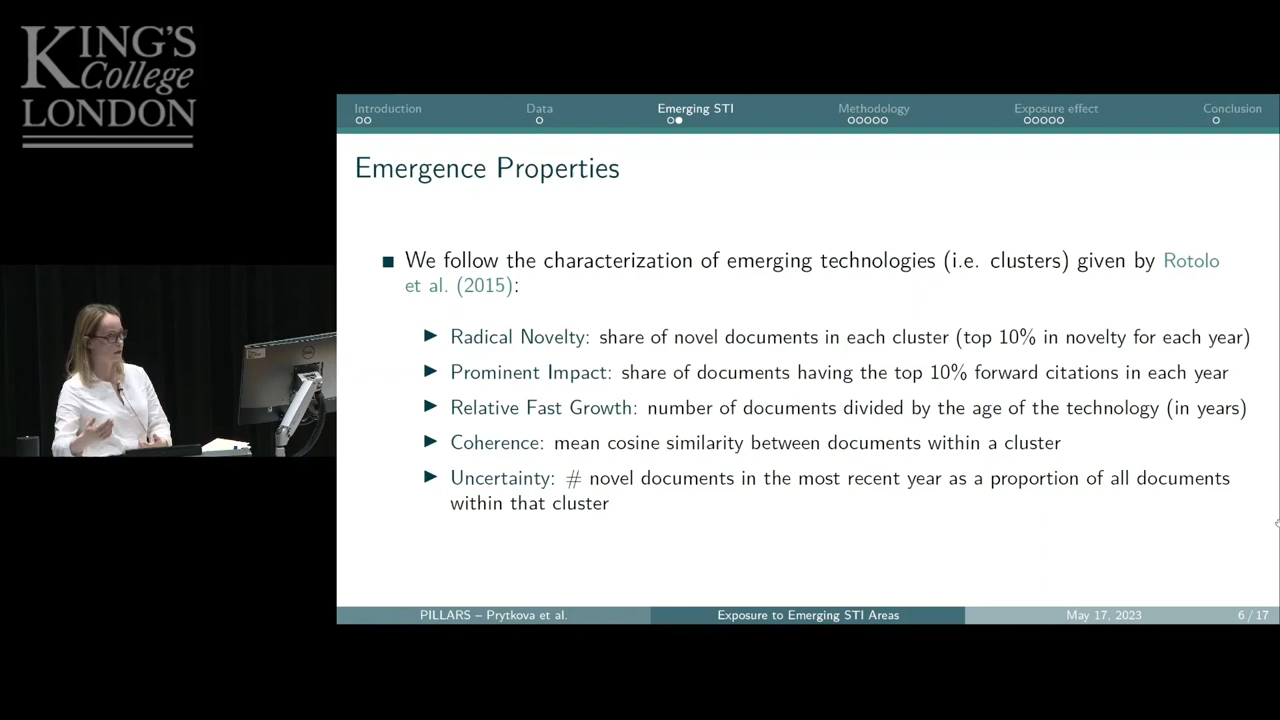 KING'S
College
LONDON
Introduction Data Emerging STI Methodology Exposure effect Conclusion
Emergence Properties
We follow the characterization of emerging technologies (i.e. clusters) given by Rotolo
et al. (2015):
Radical Novelty: share of novel documents in each cluster (top 10% in novelty for each year)
Prominent Impact: share of documents having the top 10% forward citations in each year
Relative Fast Growth: number of documents divided by the age of the technology (in years)
Coherence: mean cosine similarity between documents within a cluster
Uncertainty: # novel documents in the most recent year as a proportion of all documents
within that cluster
PILLARS – Prytkova et al. Exposure to Emerging STI Areas May 17, 2023 6 / 17